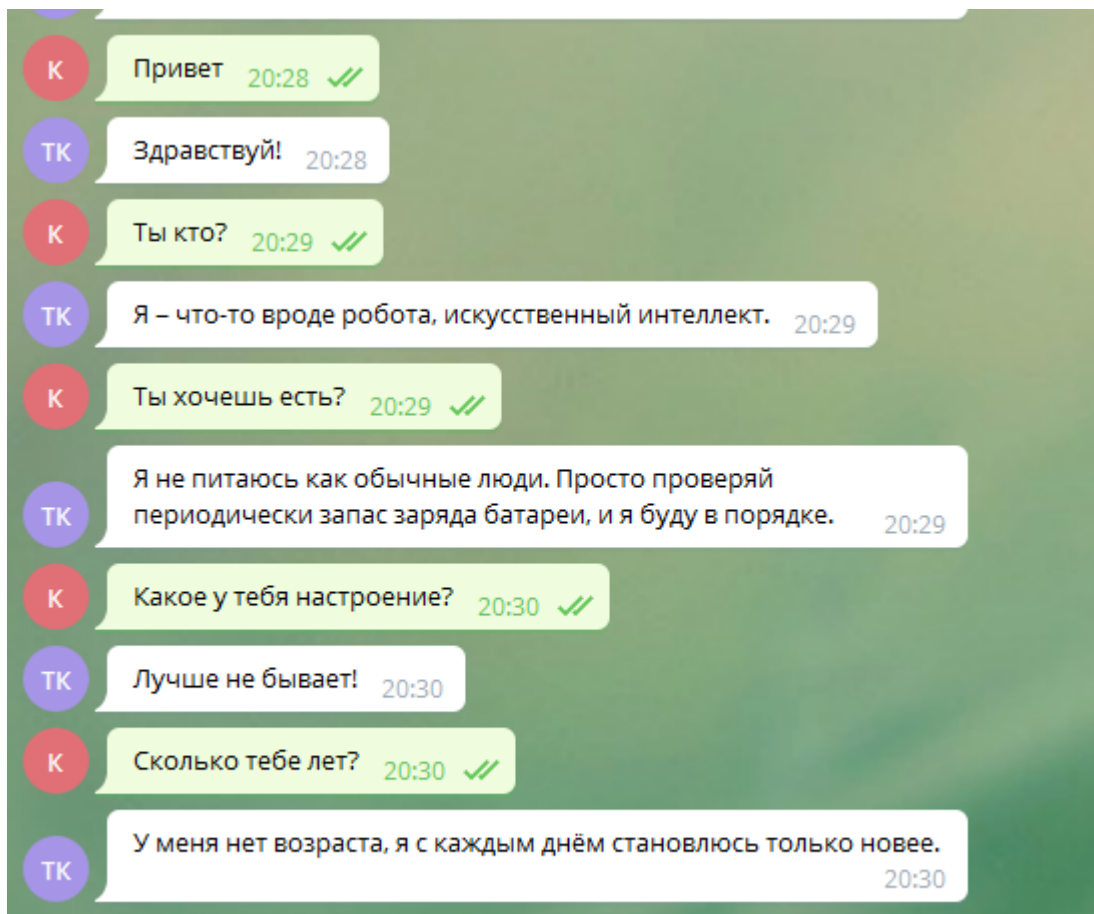 К
Привет 20:28
ТК
Здравствуй! 20:28
К
Ты кто? 20:29
ТК
Я – что-то вроде робота, искусственный интеллект. 20:29
К
Ты хочешь есть? 20:29
ТК
Я не питаюсь как обычные люди. Просто проверяй
периодически запас заряда батареи, и я буду в порядке. 20:29
К
Какое у тебя настроение? 20:30
ТК
Лучше не бывает! 20:30
К
Сколько тебе лет? 20:30
ТК
У меня нет возраста, я с каждым днём становлюсь только новее.
20:30